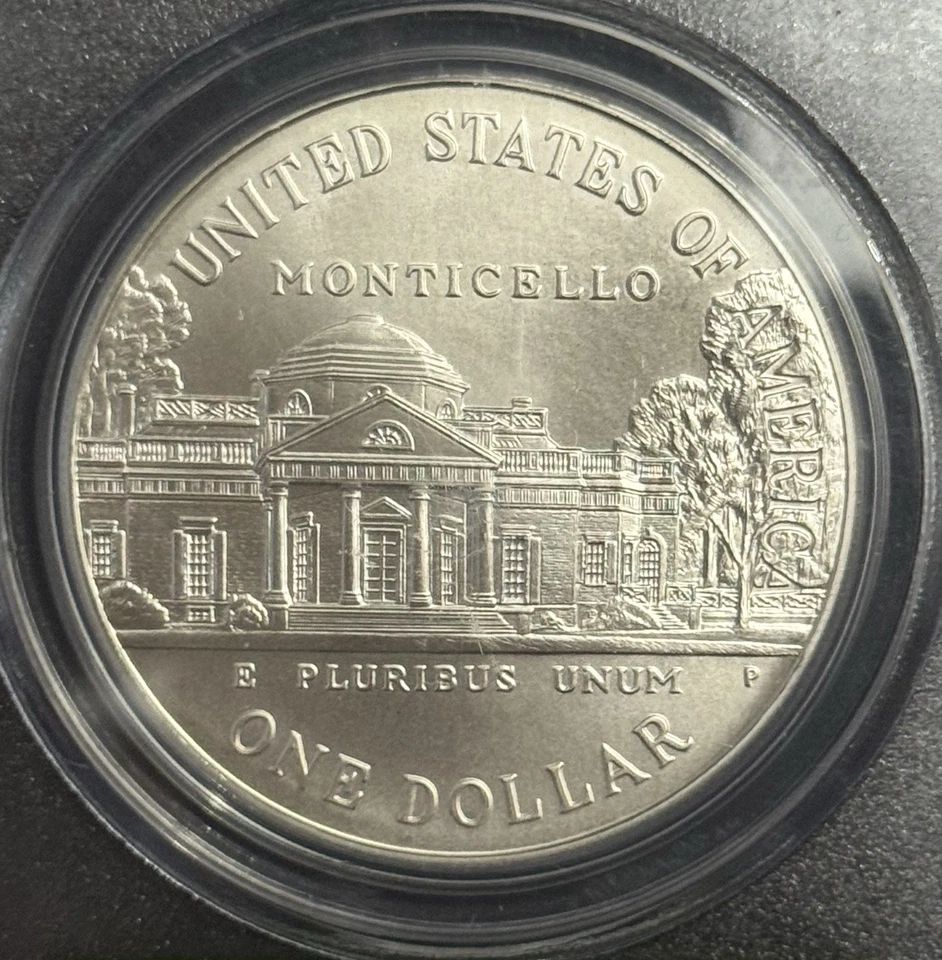 UNITED STATES OF AMERICA
MONTICELLO
E PLURIBUS UNUM P
ONE DOLLAR